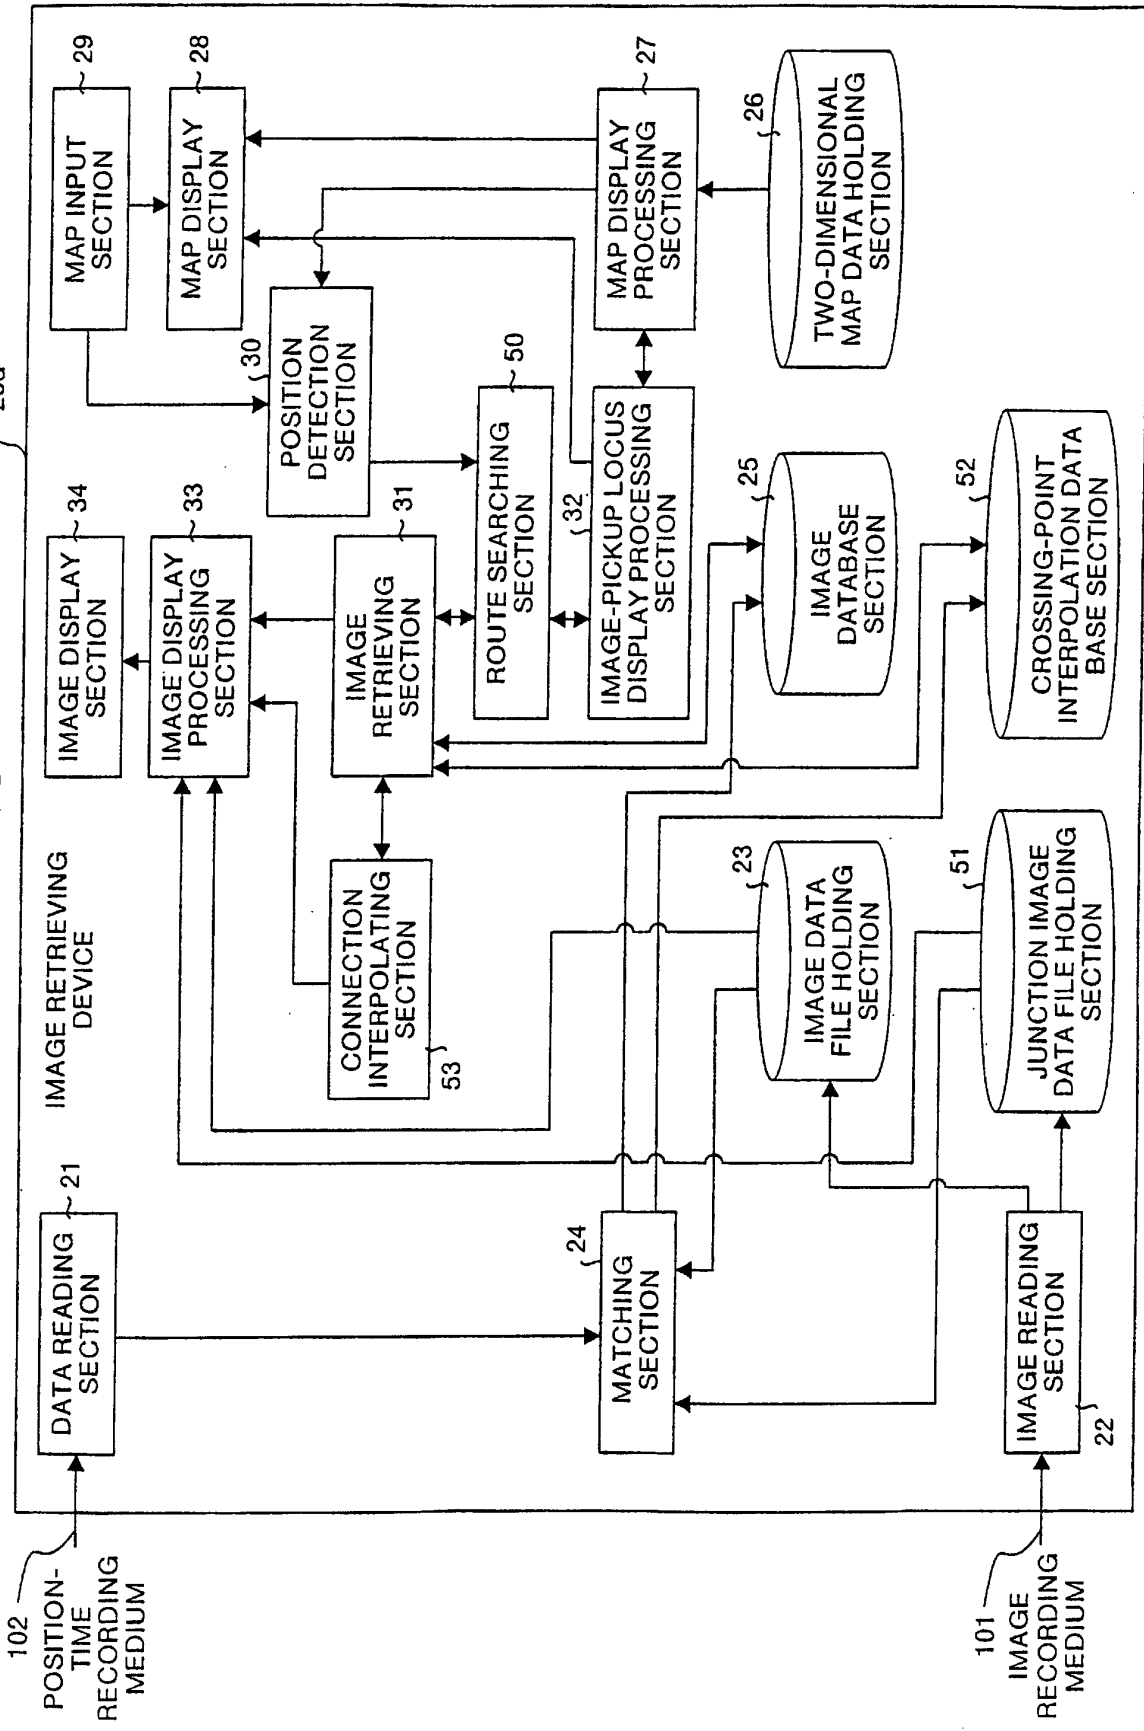 20a
IMAGE RETRIEVING
DEVICE
102
POSITION-
TIME
RECORDING
MEDIUM
DATA READING
SECTION
21
IMAGE DISPLAY
SECTION
34
MAP INPUT
SECTION
29
IMAGE DISPLAY
PROCESSING
SECTION
33
MAP DISPLAY
SECTION
28
CONNECTION
INTERPOLATING
SECTION
53
IMAGE
RETRIEVING
SECTION
31
POSITION
DETECTION
SECTION
30
ROUTE SEARCHING
SECTION
50
MATCHING
SECTION
24
IMAGE-PICKUP LOCUS
DISPLAY PROCESSING
SECTION
32
MAP DISPLAY
PROCESSING
SECTION
27
IMAGE DATA
FILE HOLDING
SECTION
23
IMAGE
DATABASE
SECTION
25
TWO-DIMENSIONAL
MAP DATA HOLDING
SECTION
26
101
IMAGE
RECORDING
MEDIUM
IMAGE READING
SECTION
22
JUNCTION IMAGE
DATA FILE HOLDING
SECTION
51
CROSSING-POINT
INTERPOLATION DATA
BASE SECTION
52